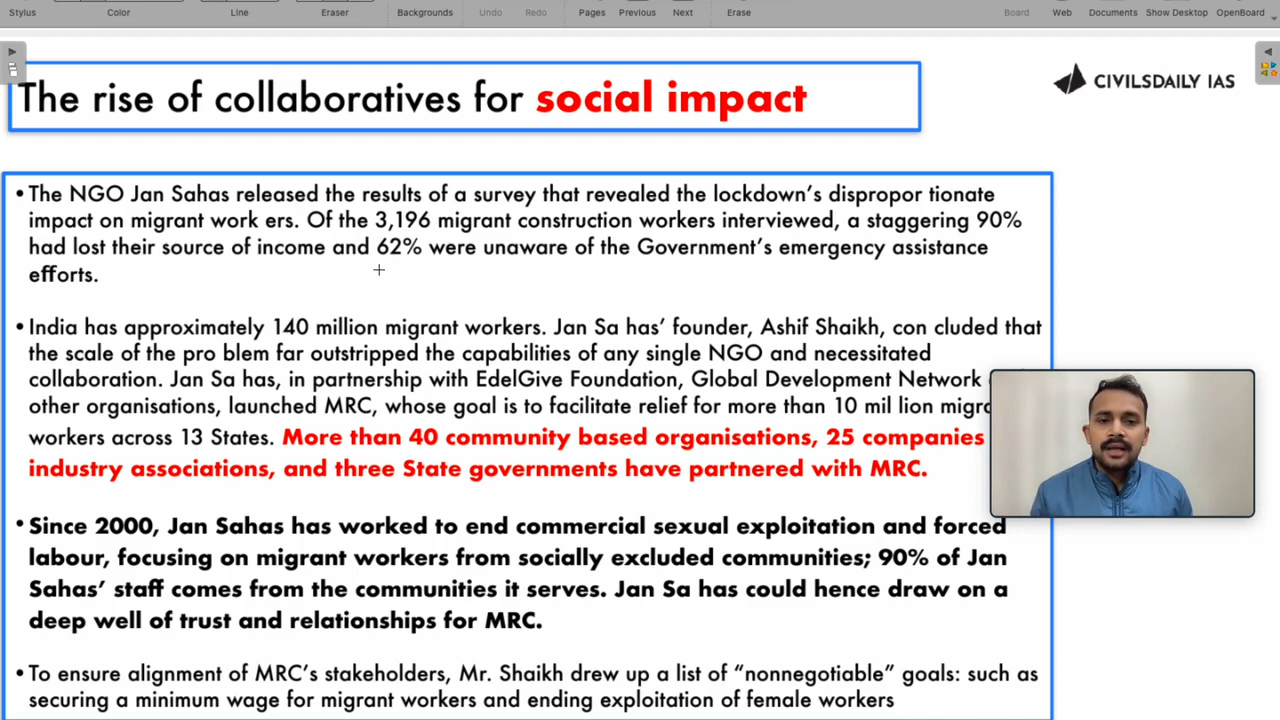 Stylus Color Line Eraser Backgrounds Undo Redo Pages Previous Next Erase Board Web Documents Show Desktop OpenBoard
The rise of collaboratives for social impact
CIVILSDAILY IAS
• The NGO Jan Sahas released the results of a survey that revealed the lockdown's dispropor tionate
impact on migrant work ers. Of the 3,196 migrant construction workers interviewed, a staggering 90%
had lost their source of income and 62% were unaware of the Government's emergency assistance
efforts.
• India has approximately 140 million migrant workers. Jan Sa has' founder, Ashif Shaikh, con cluded that
the scale of the pro blem far outstripped the capabilities of any single NGO and necessitated
collaboration. Jan Sa has, in partnership with EdelGive Foundation, Global Development Network
other organisations, launched MRC, whose goal is to facilitate relief for more than 10 mil lion
workers across 13 States. More than 40 community based organisations, 25 companies
industry associations, and three State governments have partnered with MRC.
• Since 2000, Jan Sahas has worked to end commercial sexual exploitation and forced
labour, focusing on migrant workers from socially excluded communities; 90% of Jan
Sahas' staff comes from the communities it serves. Jan Sa has could hence draw on a
deep well of trust and relationships for MRC.
• To ensure alignment of MRC's stakeholders, Mr. Shaikh drew up a list of “nonnegotiable” goals: such as
securing a minimum wage for migrant workers and ending exploitation of female workers